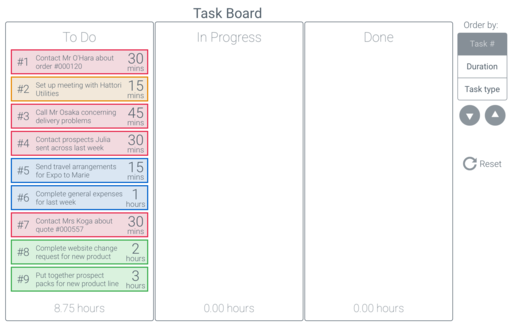 Task Board
To Do
#1 Contact Mr O'Hara about
order #000120
30
mins
#2 Set up meeting with Hattori
Utilities
15
mins
#3 Call Mr Osaka concerning
delivery problems
45
mins
#4 Contact prospects Julia
sent across last week
30
mins
#5 Send travel arrangements
for Expo to Marie
15
mins
#6 Complete general expenses
for last week
1
hours
#7 Contact Mrs Koga about
quote #000557
30
mins
#8 Complete website change
request for new product
2
hours
#9 Put together prospect
packs for new product line
3
hours
8.75 hours
In Progress
0.00 hours
Done
0.00 hours
Order by:
Task #
Duration
Task type
Reset